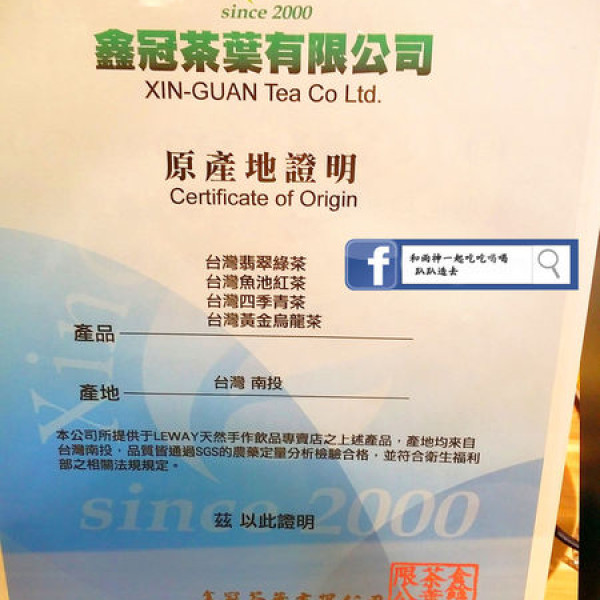 since 2000
鑫冠茶葉有限公司
XIN-GUAN Tea Co Ltd.
原產地證明
Certificate of Origin
和雨神一起吃吃喝喝
趴趴造去
台灣翡翠綠茶
台灣魚池紅茶
台灣四季青茶
台灣黃金烏龍茶
產品
產地 台灣 南投
本公司所提供于LEWAY天然手作飲品專賣店之上述產品，產地均來自
台灣南投，品質皆通過SGS的農藥定量分析檢驗合格，並符合衛生福利
部之相關法規規定。
Xin
since 2000
茲 以此證明